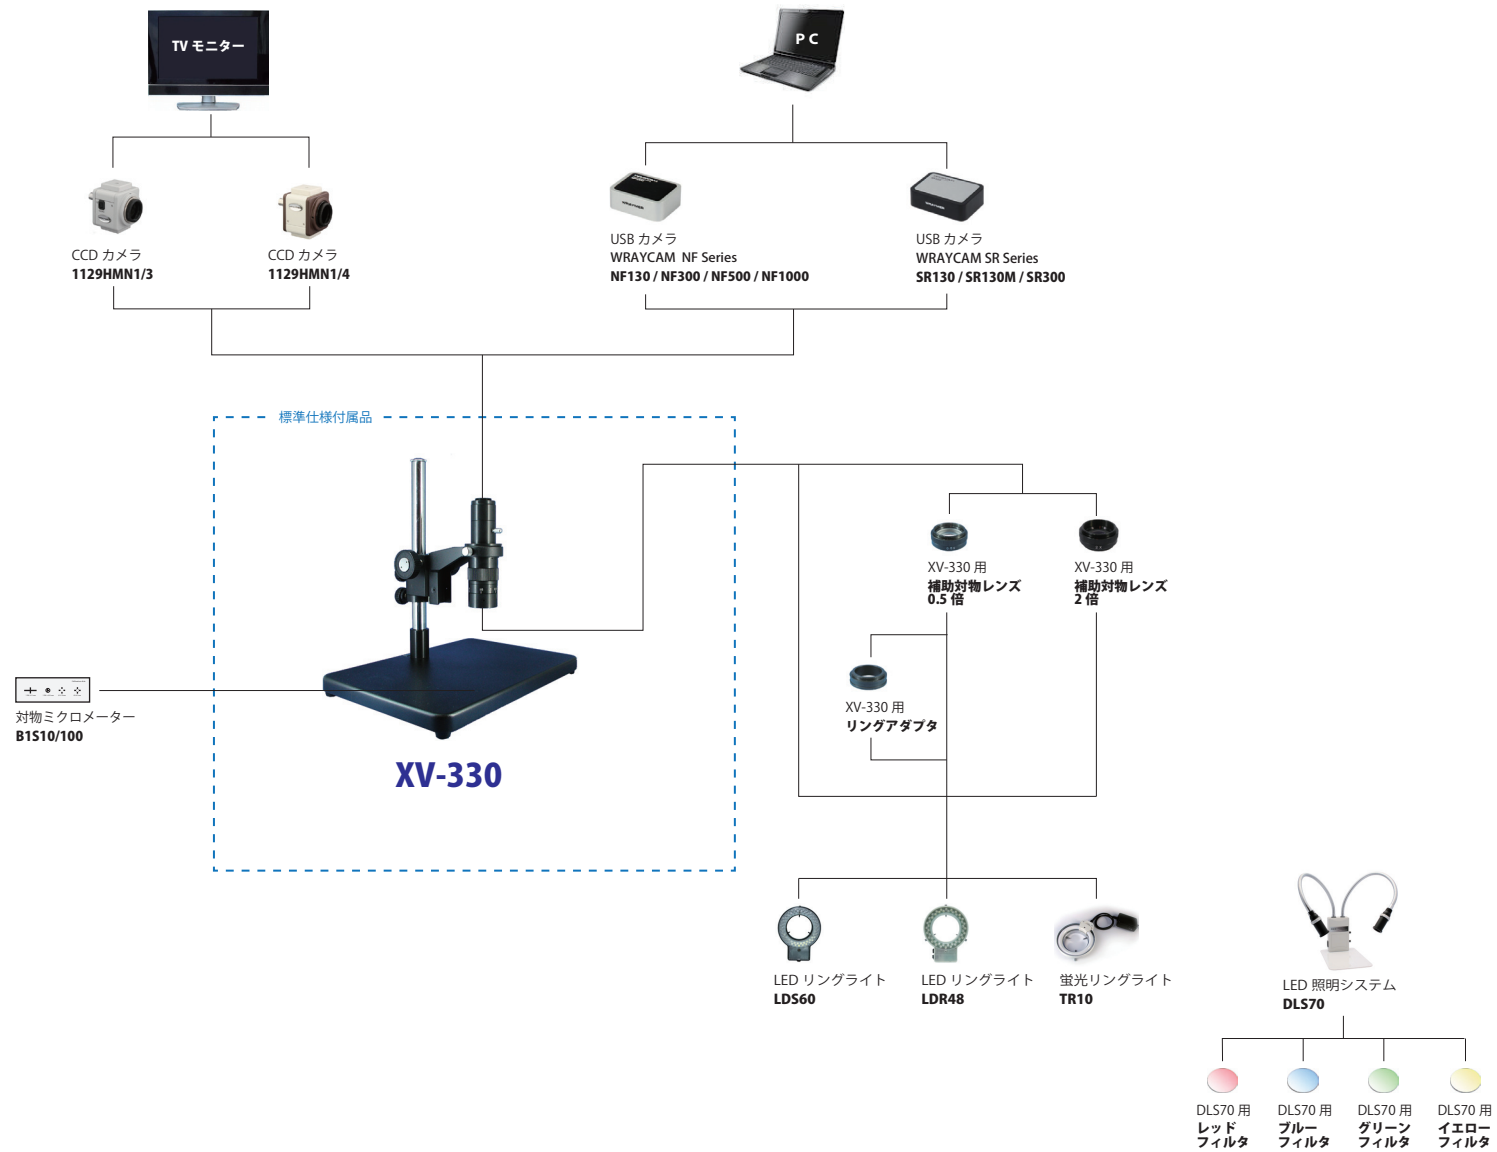 TV モニター
P C
CCD カメラ
1129HMN1/3
CCD カメラ
1129HMN1/4
USB カメラ
WRAYCAM NF Series
NF130 / NF300 / NF500 / NF1000
USB カメラ
WRAYCAM SR Series
SR130 / SR130M / SR300
標準仕様付属品
XV-330 用
補助対物レンズ
0.5 倍
XV-330 用
補助対物レンズ
2 倍
XV-330 用
リングアダプタ
対物ミクロメーター
B1S10/100
XV-330
LED リングライト
LDS60
LED リングライト
LDR48
蛍光リングライト
TR10
LED 照明システム
DLS70
DLS70 用
レッド
フィルタ
DLS70 用
ブルー
フィルタ
DLS70 用
グリーン
フィルタ
DLS70 用
イエロー
フィルタ